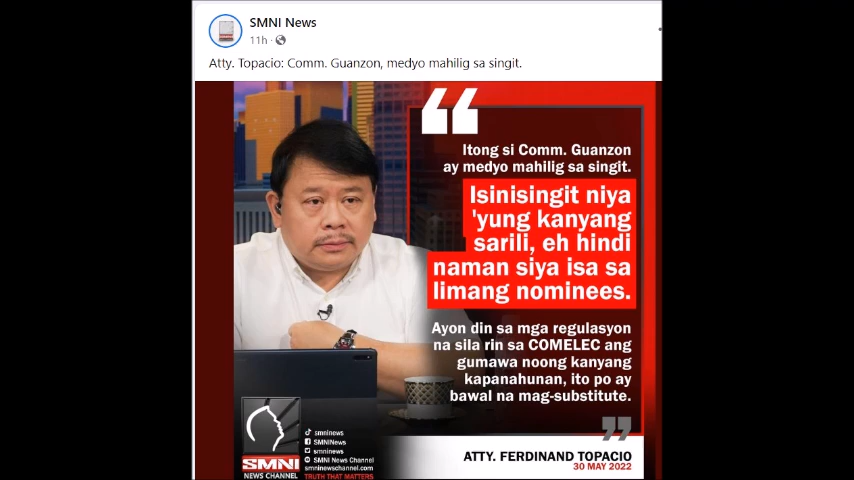 SMNI News
11h
Atty. Topacio: Comm. Guanzon, medyo mahilig sa singit.
Itong si Comm. Guanzon
ay medyo mahilig sa singit.
Isinisingit niya
'yung kanyang
sarili, eh hindi
naman siya isa sa
limang nominees.
Ayon din sa mga regulasyon
na sila rin sa COMELEC ang
gumawa noong kanyang
kapanahunan, ito po ay
bawal na mag-substitute.
ATTY. FERDINAND TOPACIO
30 MAY 2022
SMNI
NEWS CHANNEL
smninews
SMNINews
smninews
SMNI News Channel
smninewschannel.com
TRUTH THAT MATTERS